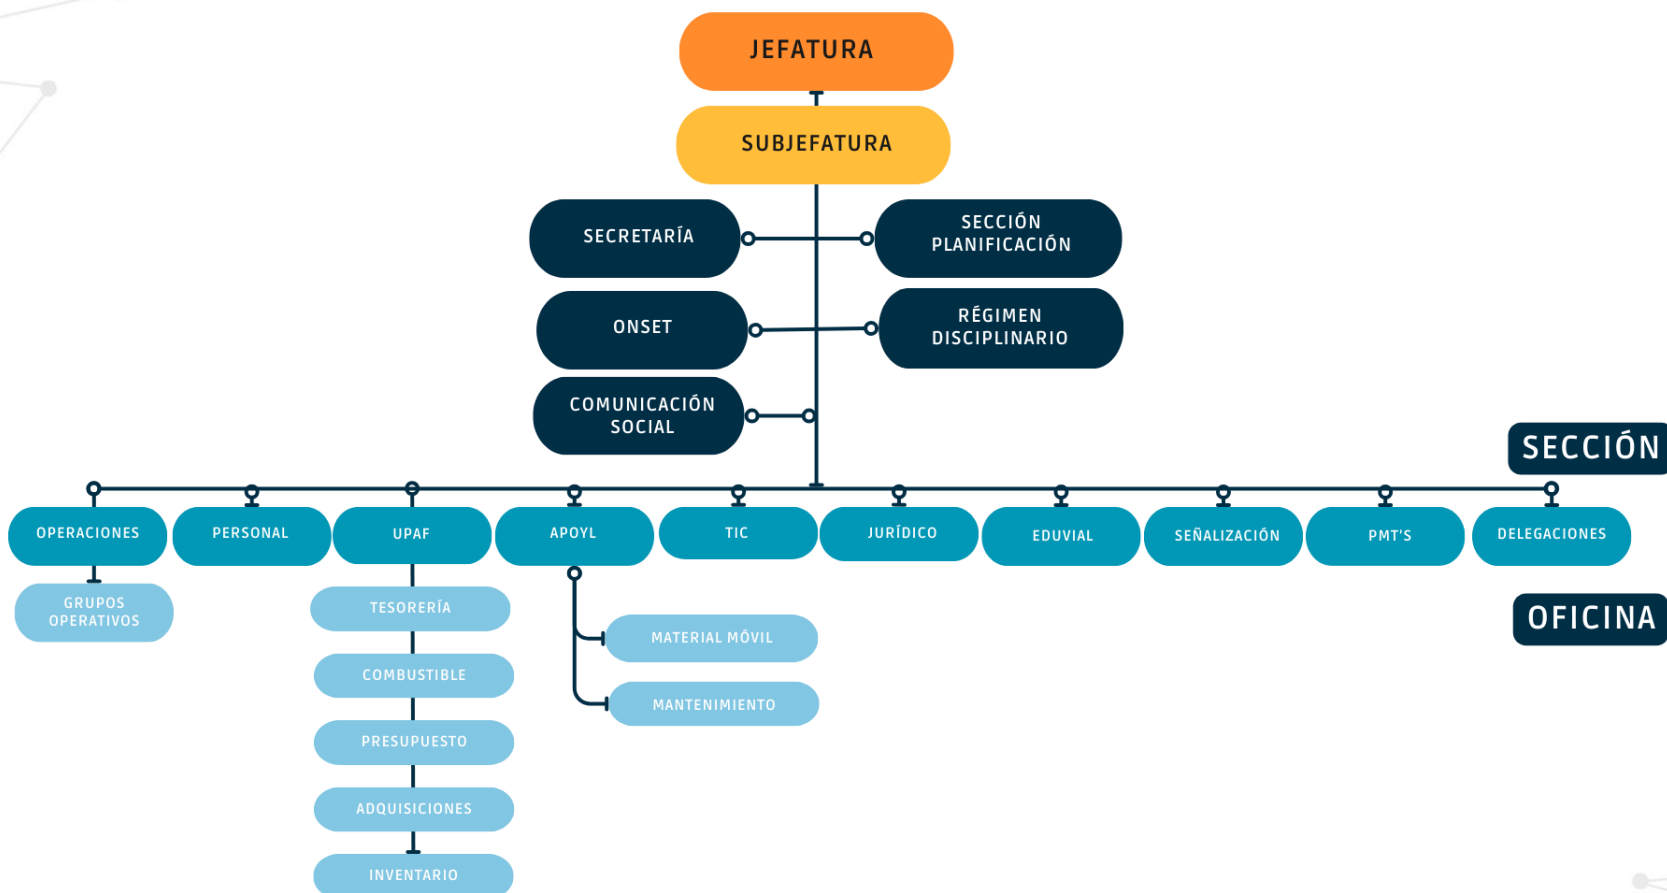 JEFATURA
SUBJEFATURA
SECRETARÍA
SECCIÓN
PLANIFICACIÓN
ONSET
RÉGIMEN
DISCIPLINARIO
COMUNICACIÓN
SOCIAL
SECCIÓN
OPERACIONES
PERSONAL
UPAF
APOYL
TIC
JURÍDICO
EDUVIAL
SEÑALIZACIÓN
PMT'S
DELEGACIONES
OFICINA
GRUPOS
OPERATIVOS
TESORERÍA
COMBUSTIBLE
PRESUPUESTO
ADQUISICIONES
INVENTARIO
MATERIAL MÓVIL
MANTENIMIENTO